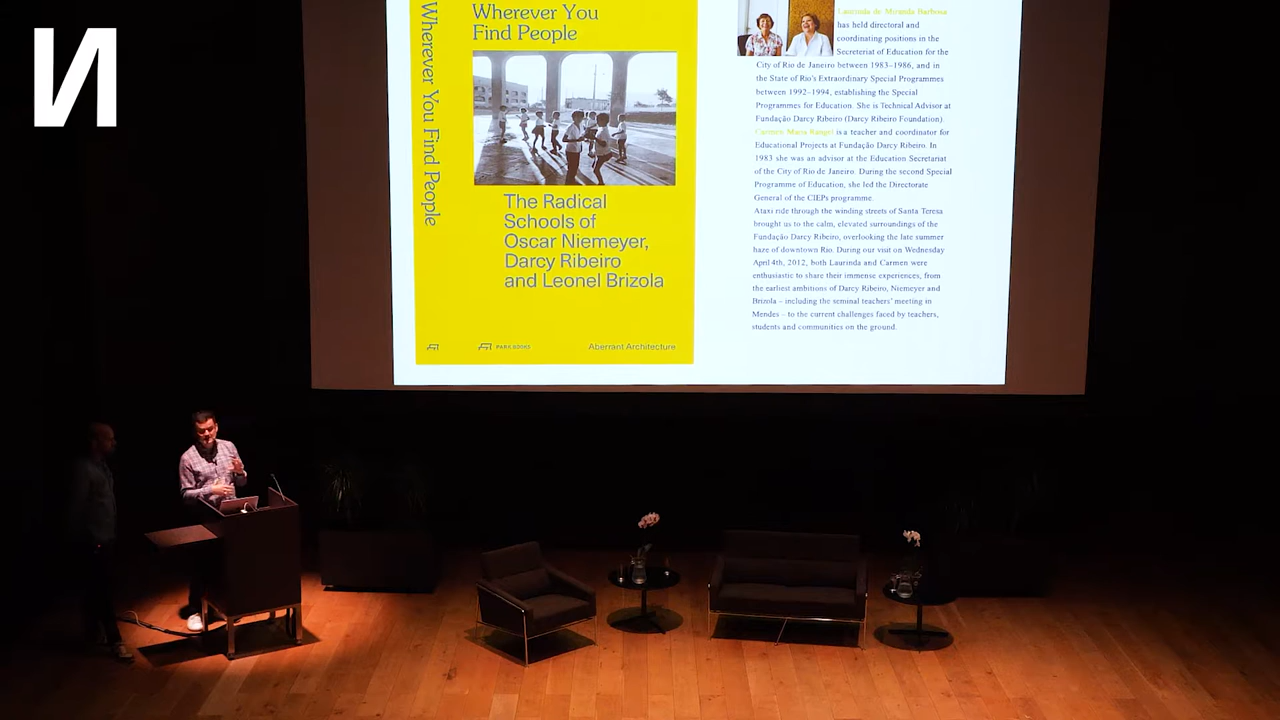 И
Wherever You Find People
Wherever You
Find People
The Radical
Schools of
Oscar Niemeyer,
Darcy Ribeiro
and Leonel Brizola
PARK BOOKS
Aberrant Architecture
Laurinda de Miranda Barbosa
has held directoral and
coordinating positions in the
Secreteriat of Education for the
City of Rio de Janeiro between 1983–1986, and in
the State of Rio's Extraordinary Special Programmes
between 1992–1994, establishing the Special
Programmes for Education. She is Technical Advisor at
Fundação Darcy Ribeiro (Darcy Ribeiro Foundation).
Carmen Maria Rangel is a teacher and coordinator for
Educational Projects at Fundação Darcy Ribeiro. In
1983 she was an advisor at the Education Secretariat
of the City of Rio de Janeiro. During the second Special
Programme of Education, she led the Directorate
General of the CIEPs programme.
A taxi ride through the winding streets of Santa Teresa
brought us to the calm, elevated surroundings of the
Fundação Darcy Ribeiro, overlooking the late summer
haze of downtown Rio. During our visit on Wednesday
April 4th, 2012, both Laurinda and Carmen were
enthusiastic to share their immense experiences, from
the earliest ambitions of Darcy Ribeiro, Niemeyer and
Brizola – including the seminal teachers' meeting in
Mendes – to the current challenges faced by teachers,
students and communities on the ground.